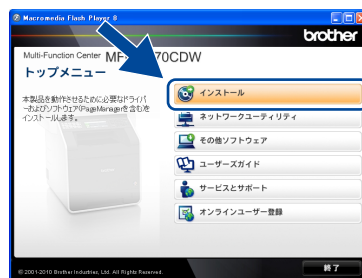 Macromedia Flash Player 8
brother
Multi-Function Center MF 70CDW
トップメニュー
本製品を動作させるために必要なドライバ
ーおよびソフトウェア(PageManagerを含む)を
インストールします。
インストール
ネットワークユーティリティ
その他ソフトウェア
ユーザーズガイド
サービスとサポート
オンラインユーザー登録
© 2001-2010 Brother Industries, Ltd. All Rights Reserved.
終了